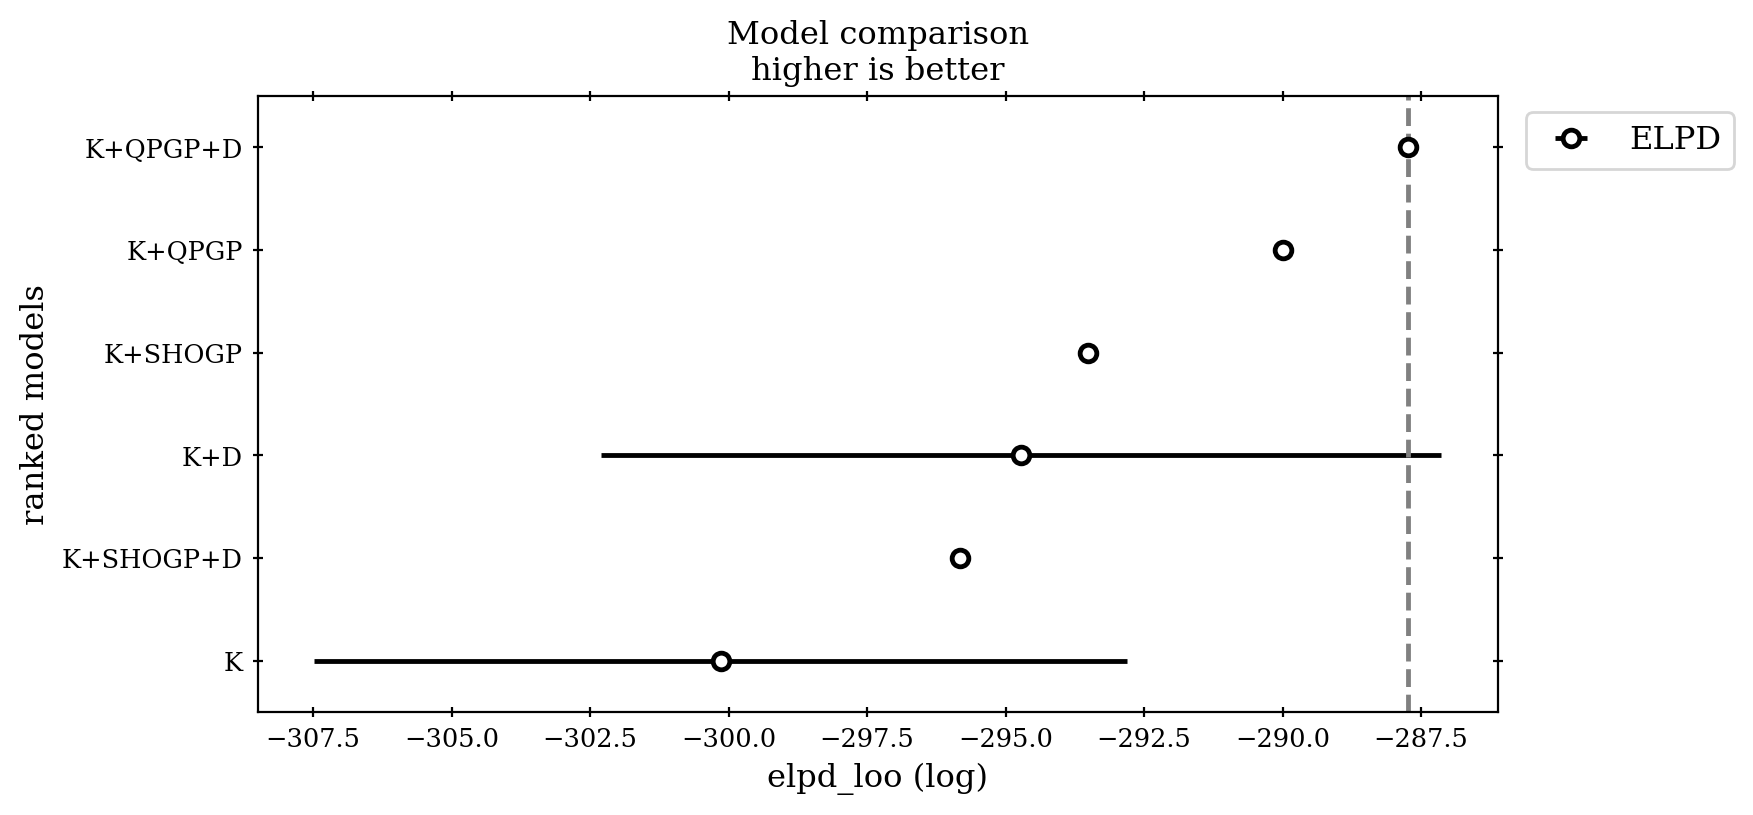 Model comparison
higher is better
K+QPGP+D
K+QPGP
K+SHOGP
K+D
K+SHOGP+D
K
ranked models
−307.5 −305.0 −302.5 −300.0 −297.5 −295.0 −292.5 −290.0 −287.5
elpd_loo (log)
ELPD